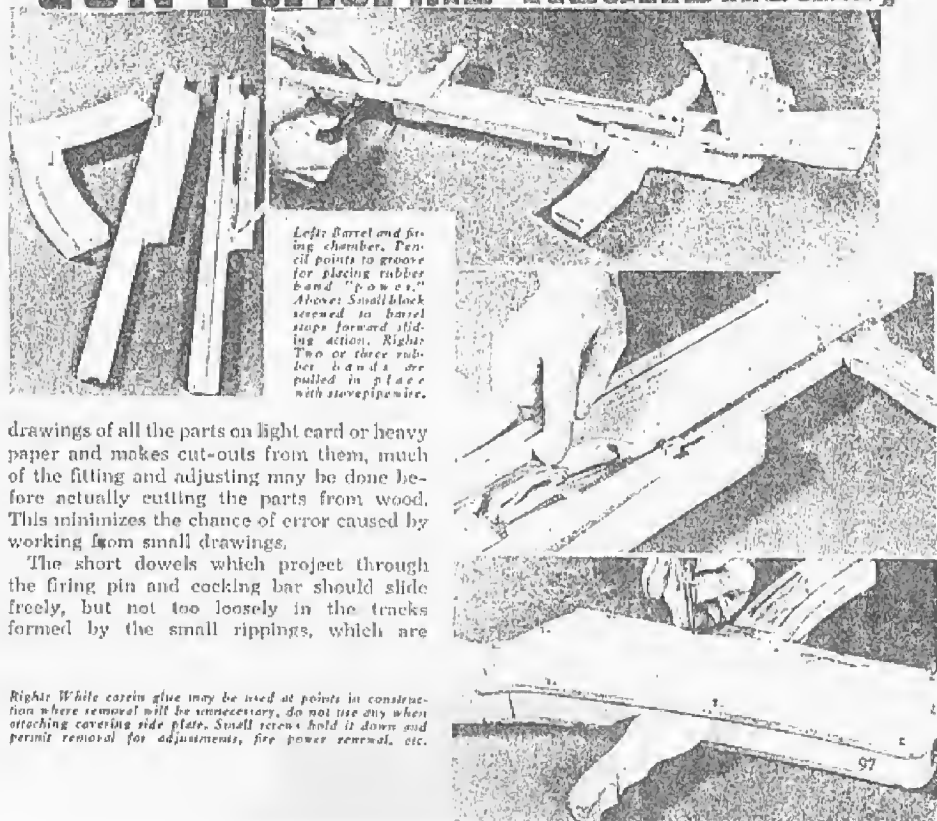 Left: Barrel and fir-
ing chamber. Pen-
cil points to groove
for placing rubber
band "power."
Above: Small block
screwed to barrel
stops forward slid-
ing action. Right:
Two or three rub-
ber bands are
pulled in place
with stovepipe wire.
drawings of all the parts on light card or heavy
paper and makes cut-outs from them, much
of the fitting and adjusting may be done be-
fore actually cutting the parts from wood.
This minimizes the chance of error caused by
working from small drawings.
The short dowels which project through
the firing pin and cocking bar should slide
freely, but not too loosely in the tracks
formed by the small rippings, which are
Right: While casein glue may be used at points in construc-
tion where removal will be unnecessary, do not use any when
attaching covering side plate. Small screws hold it down and
permit removal for adjustments, fire power renewal, etc.
97